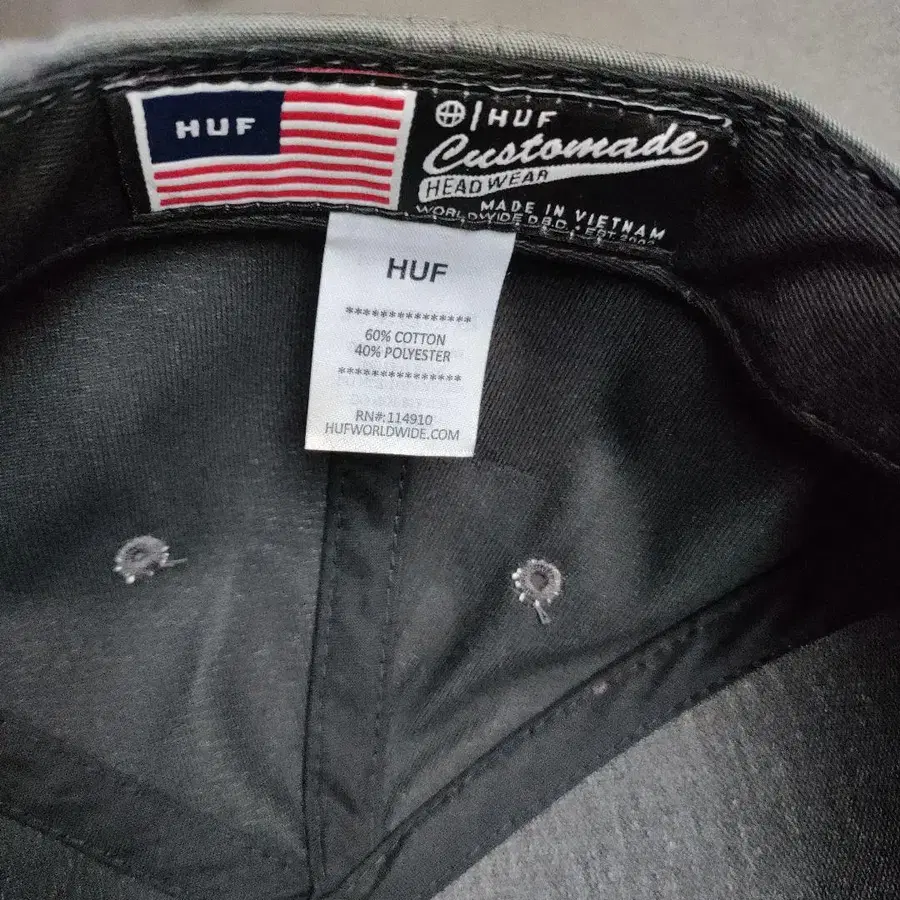 HUF
HUF
Customade
HEADWEAR
MADE IN VIETNAM
WORLDWIDE D.B.C. • EST 2002
HUF
***************
60% COTTON
40% POLYESTER
***************
RN#:114910
HUFWORLDWIDE.COM